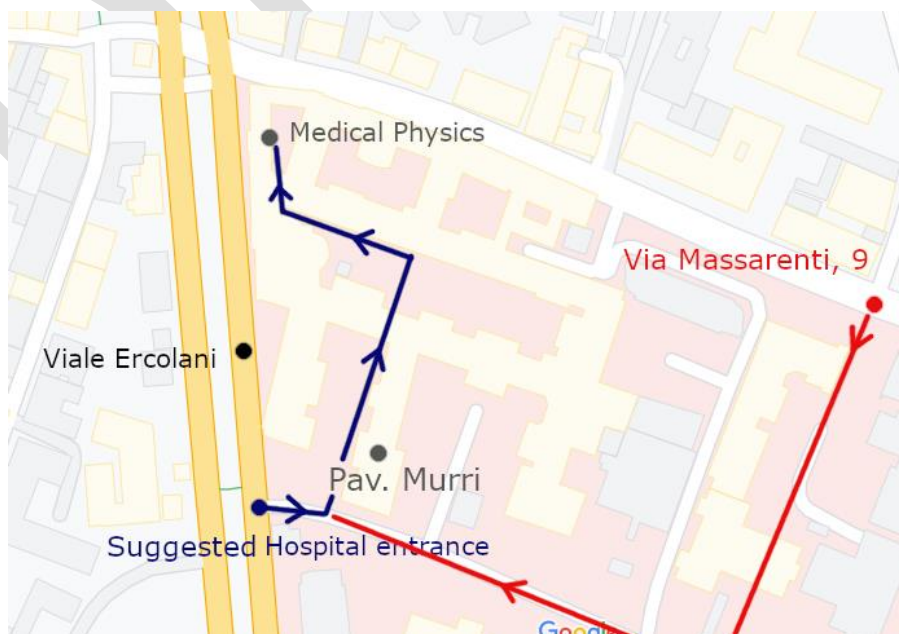 Medical Physics
Via Massarenti, 9
Viale Ercolani
Pav. Murri
Suggested Hospital entrance